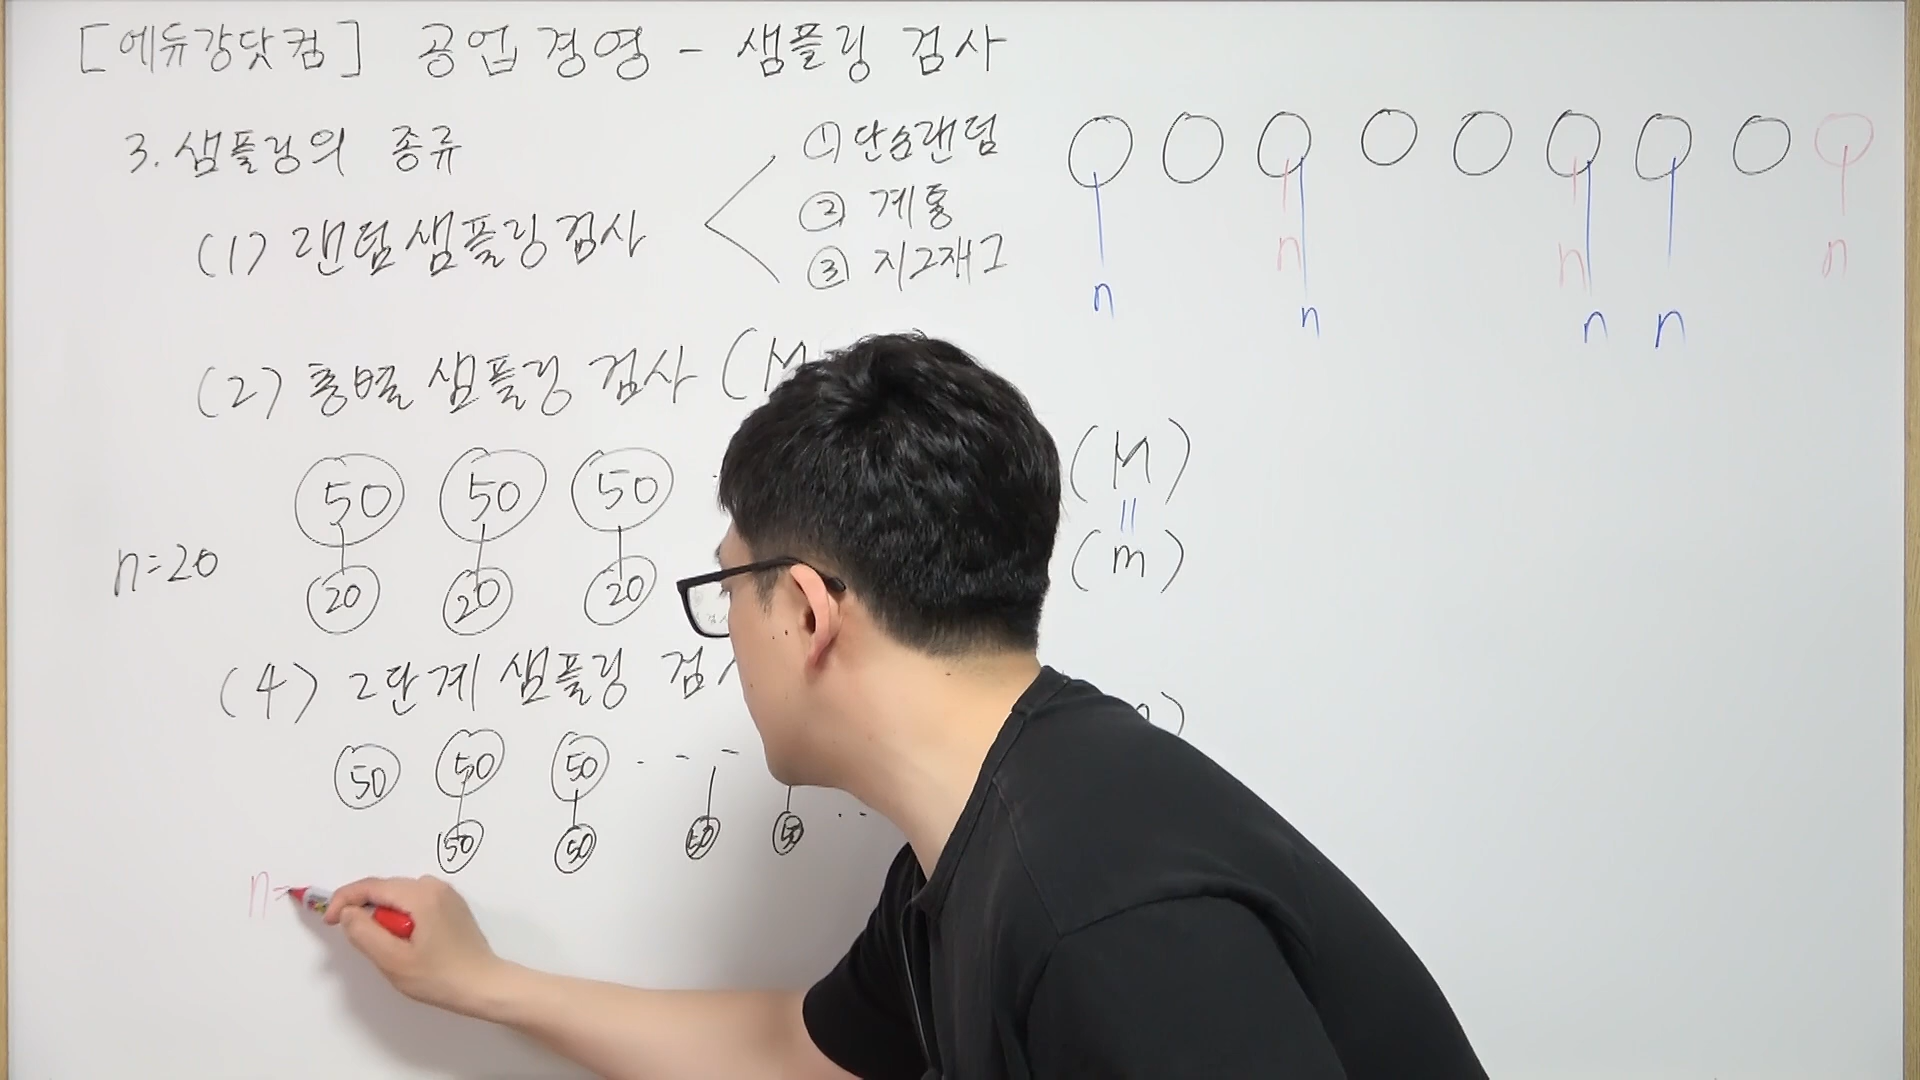 [에듀강닷컴] 공업경영 - 샘플링 검사
3. 샘플링의 종류
(1) 랜덤샘플링검사
① 단순랜덤
② 계통
③ 지그재그
n n n
n n n n
(2) 층별 샘플링 검사 (M
50 50 50
(M)
=
n=20
20 20 20
(m)
(4) 2단계 샘플링 검
50 50 50 · - -
50 50 50 50 ··
n=